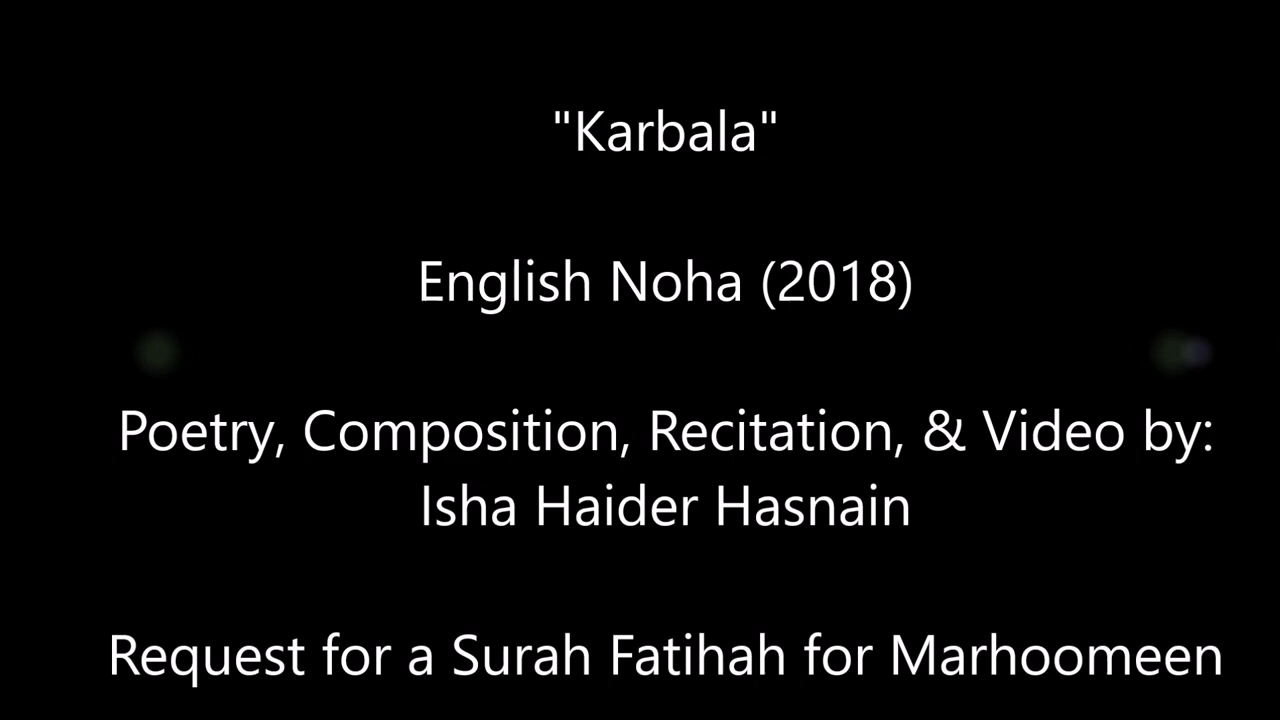 "Karbala"
English Noha (2018)
Poetry, Composition, Recitation, & Video by:
Isha Haider Hasnain
Request for a Surah Fatihah for Marhoomeen